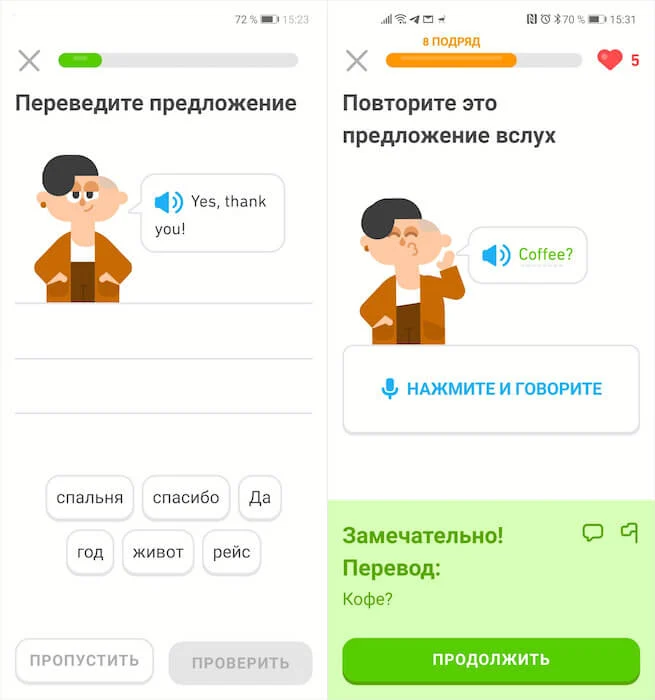 72 % 15:23
Переведите предложение
Yes, thank
you!
спальня спасибо Да
год живот рейс
ПРОПУСТИТЬ ПРОВЕРИТЬ
70 % 15:31
8 ПОДРЯД
5
Повторите это
предложение вслух
Coffee?
НАЖМИТЕ И ГОВОРИТЕ
Замечательно!
Перевод:
Кофе?
ПРОДОЛЖИТЬ